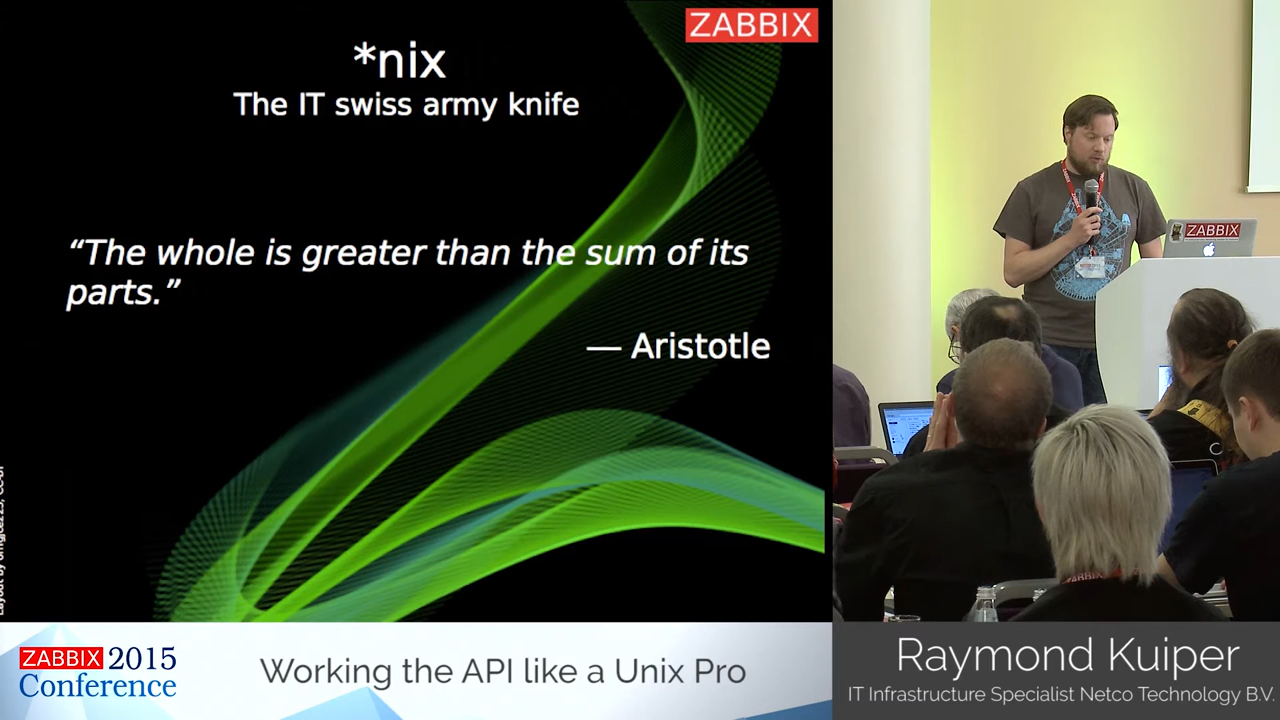 ZABBIX
*nix
The IT swiss army knife
“The whole is greater than the sum of its
parts.”
— Aristotle
ZABBIX
ZABBIX 2015
Conference
Working the API like a Unix Pro
Raymond Kuiper
IT Infrastructure Specialist Netco Technology B.V.